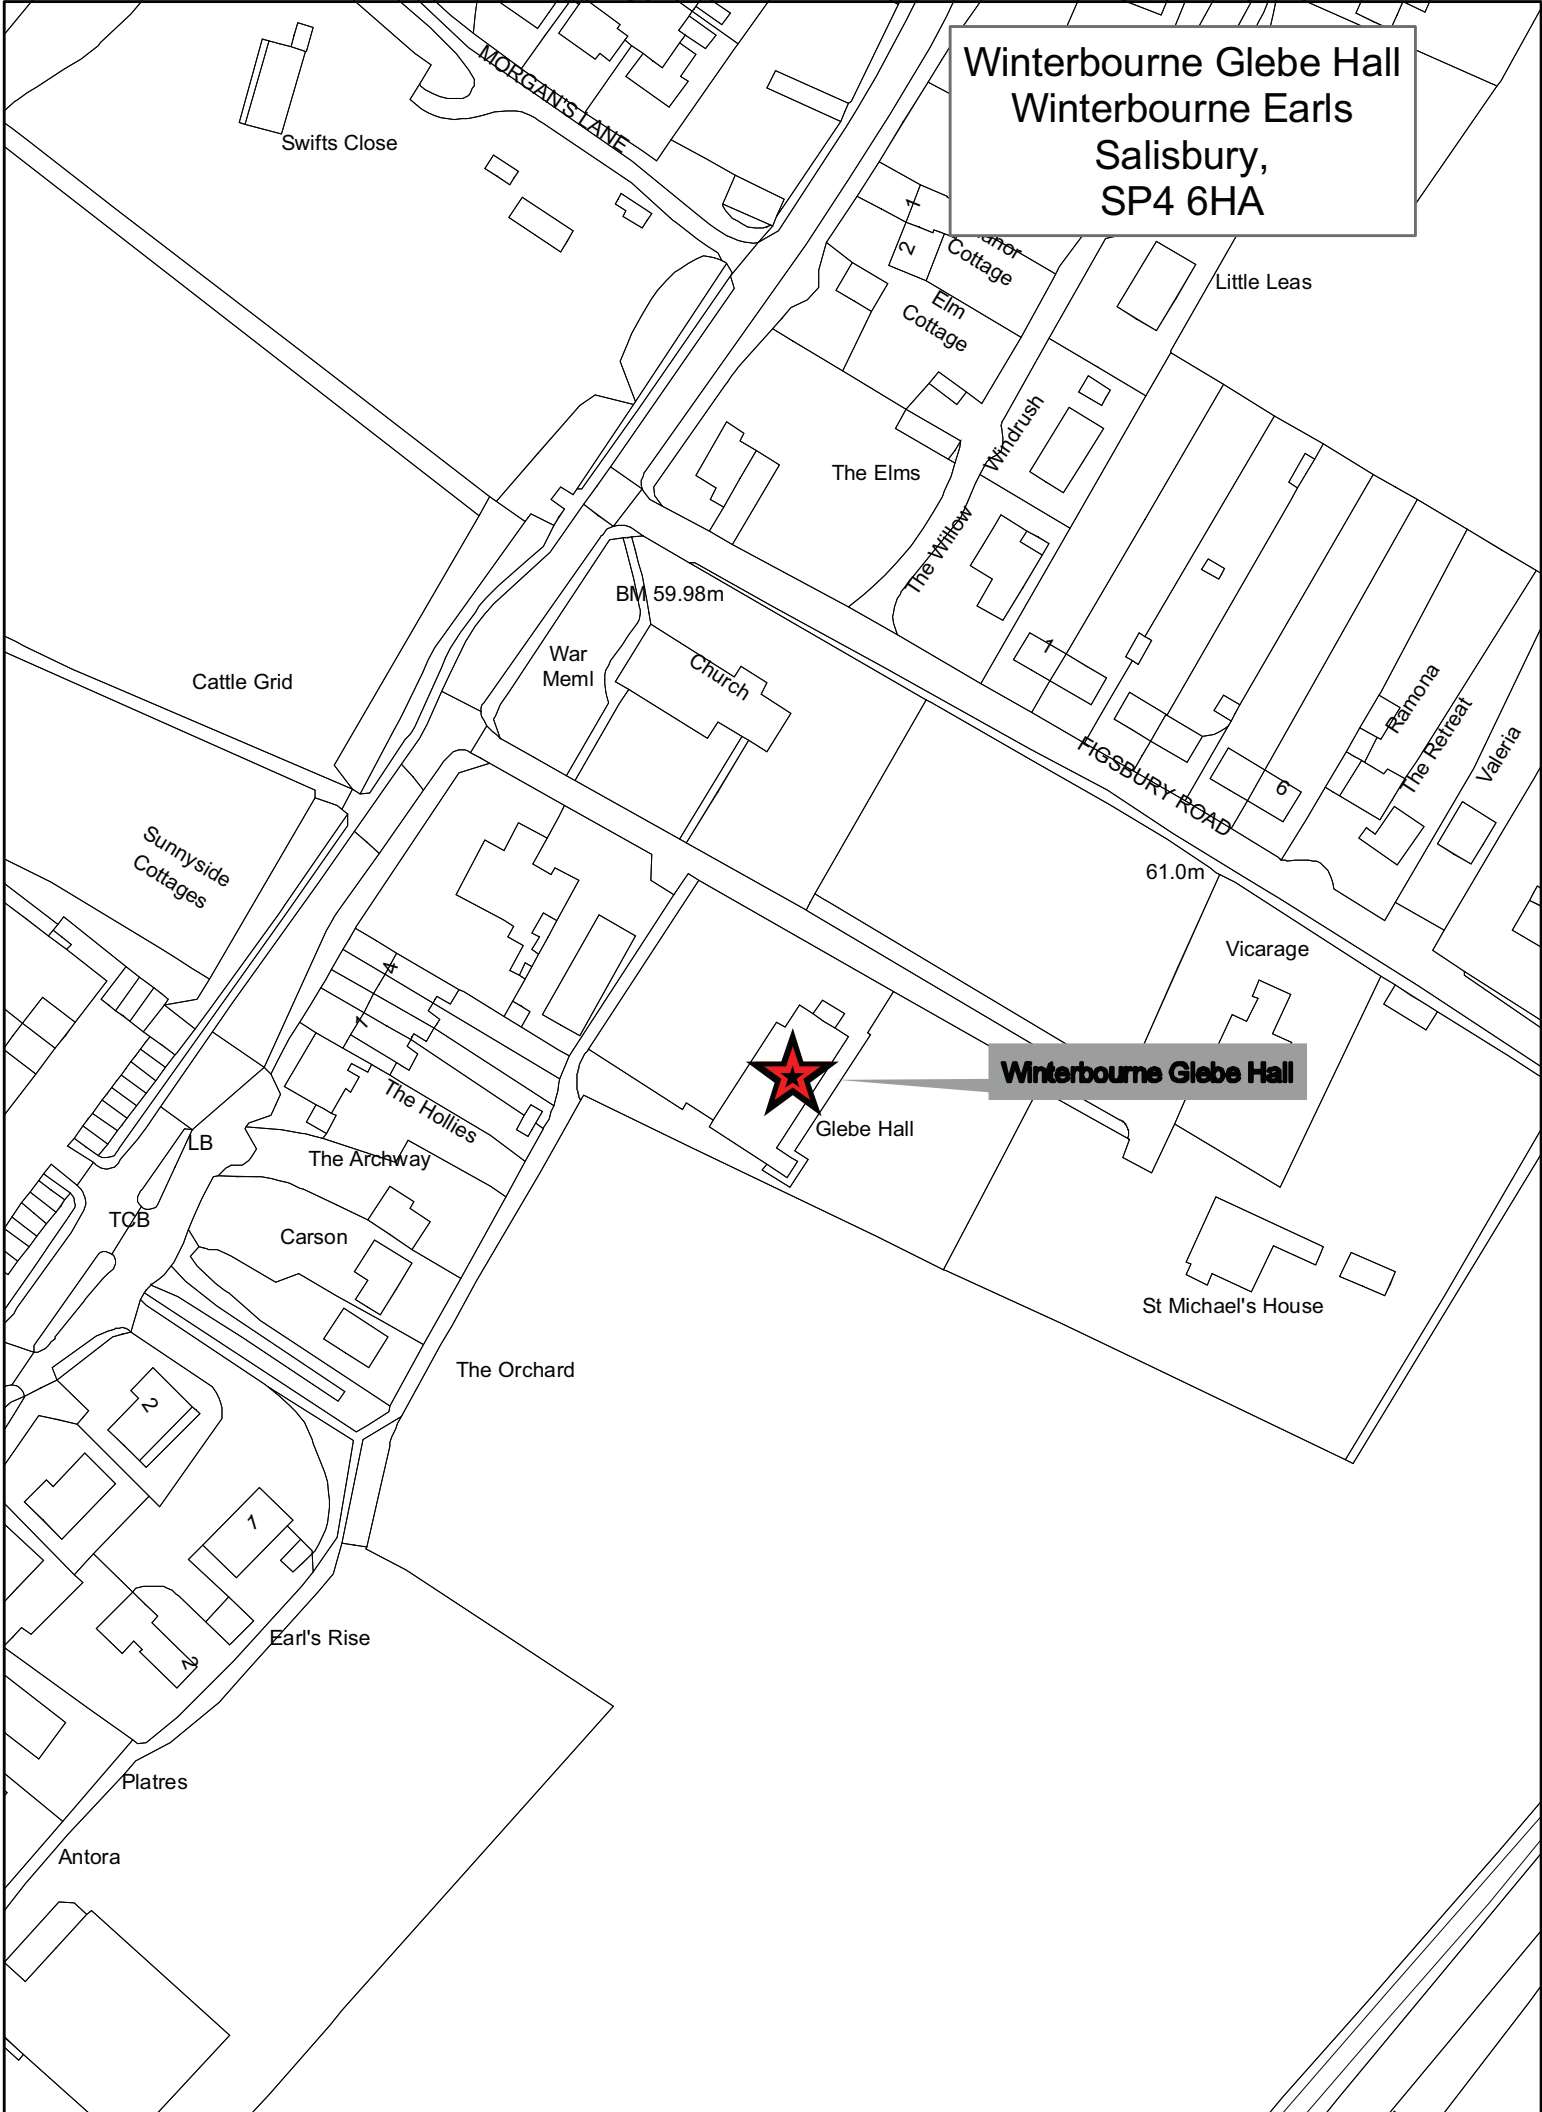 Winterbourne Glebe Hall
Winterbourne Earls
Salisbury,
SP4 6HA
MORGAN'S LANE
Swifts Close
1
2
Cottage
Little Leas
Elm
Cottage
Windrush
The Elms
The Willow
BM 59.98m
War
Meml
Church
1
Cattle Grid
Ramona
The Retreat
Valeria
FIGSBURY ROAD
6
Sunnyside
Cottages
61.0m
Vicarage
4
1
Winterbourne Glebe Hall
The Hollies
Glebe Hall
LB
The Archway
TCB
Carson
St Michael's House
The Orchard
2
1
Earl's Rise
2
Platres
Antora